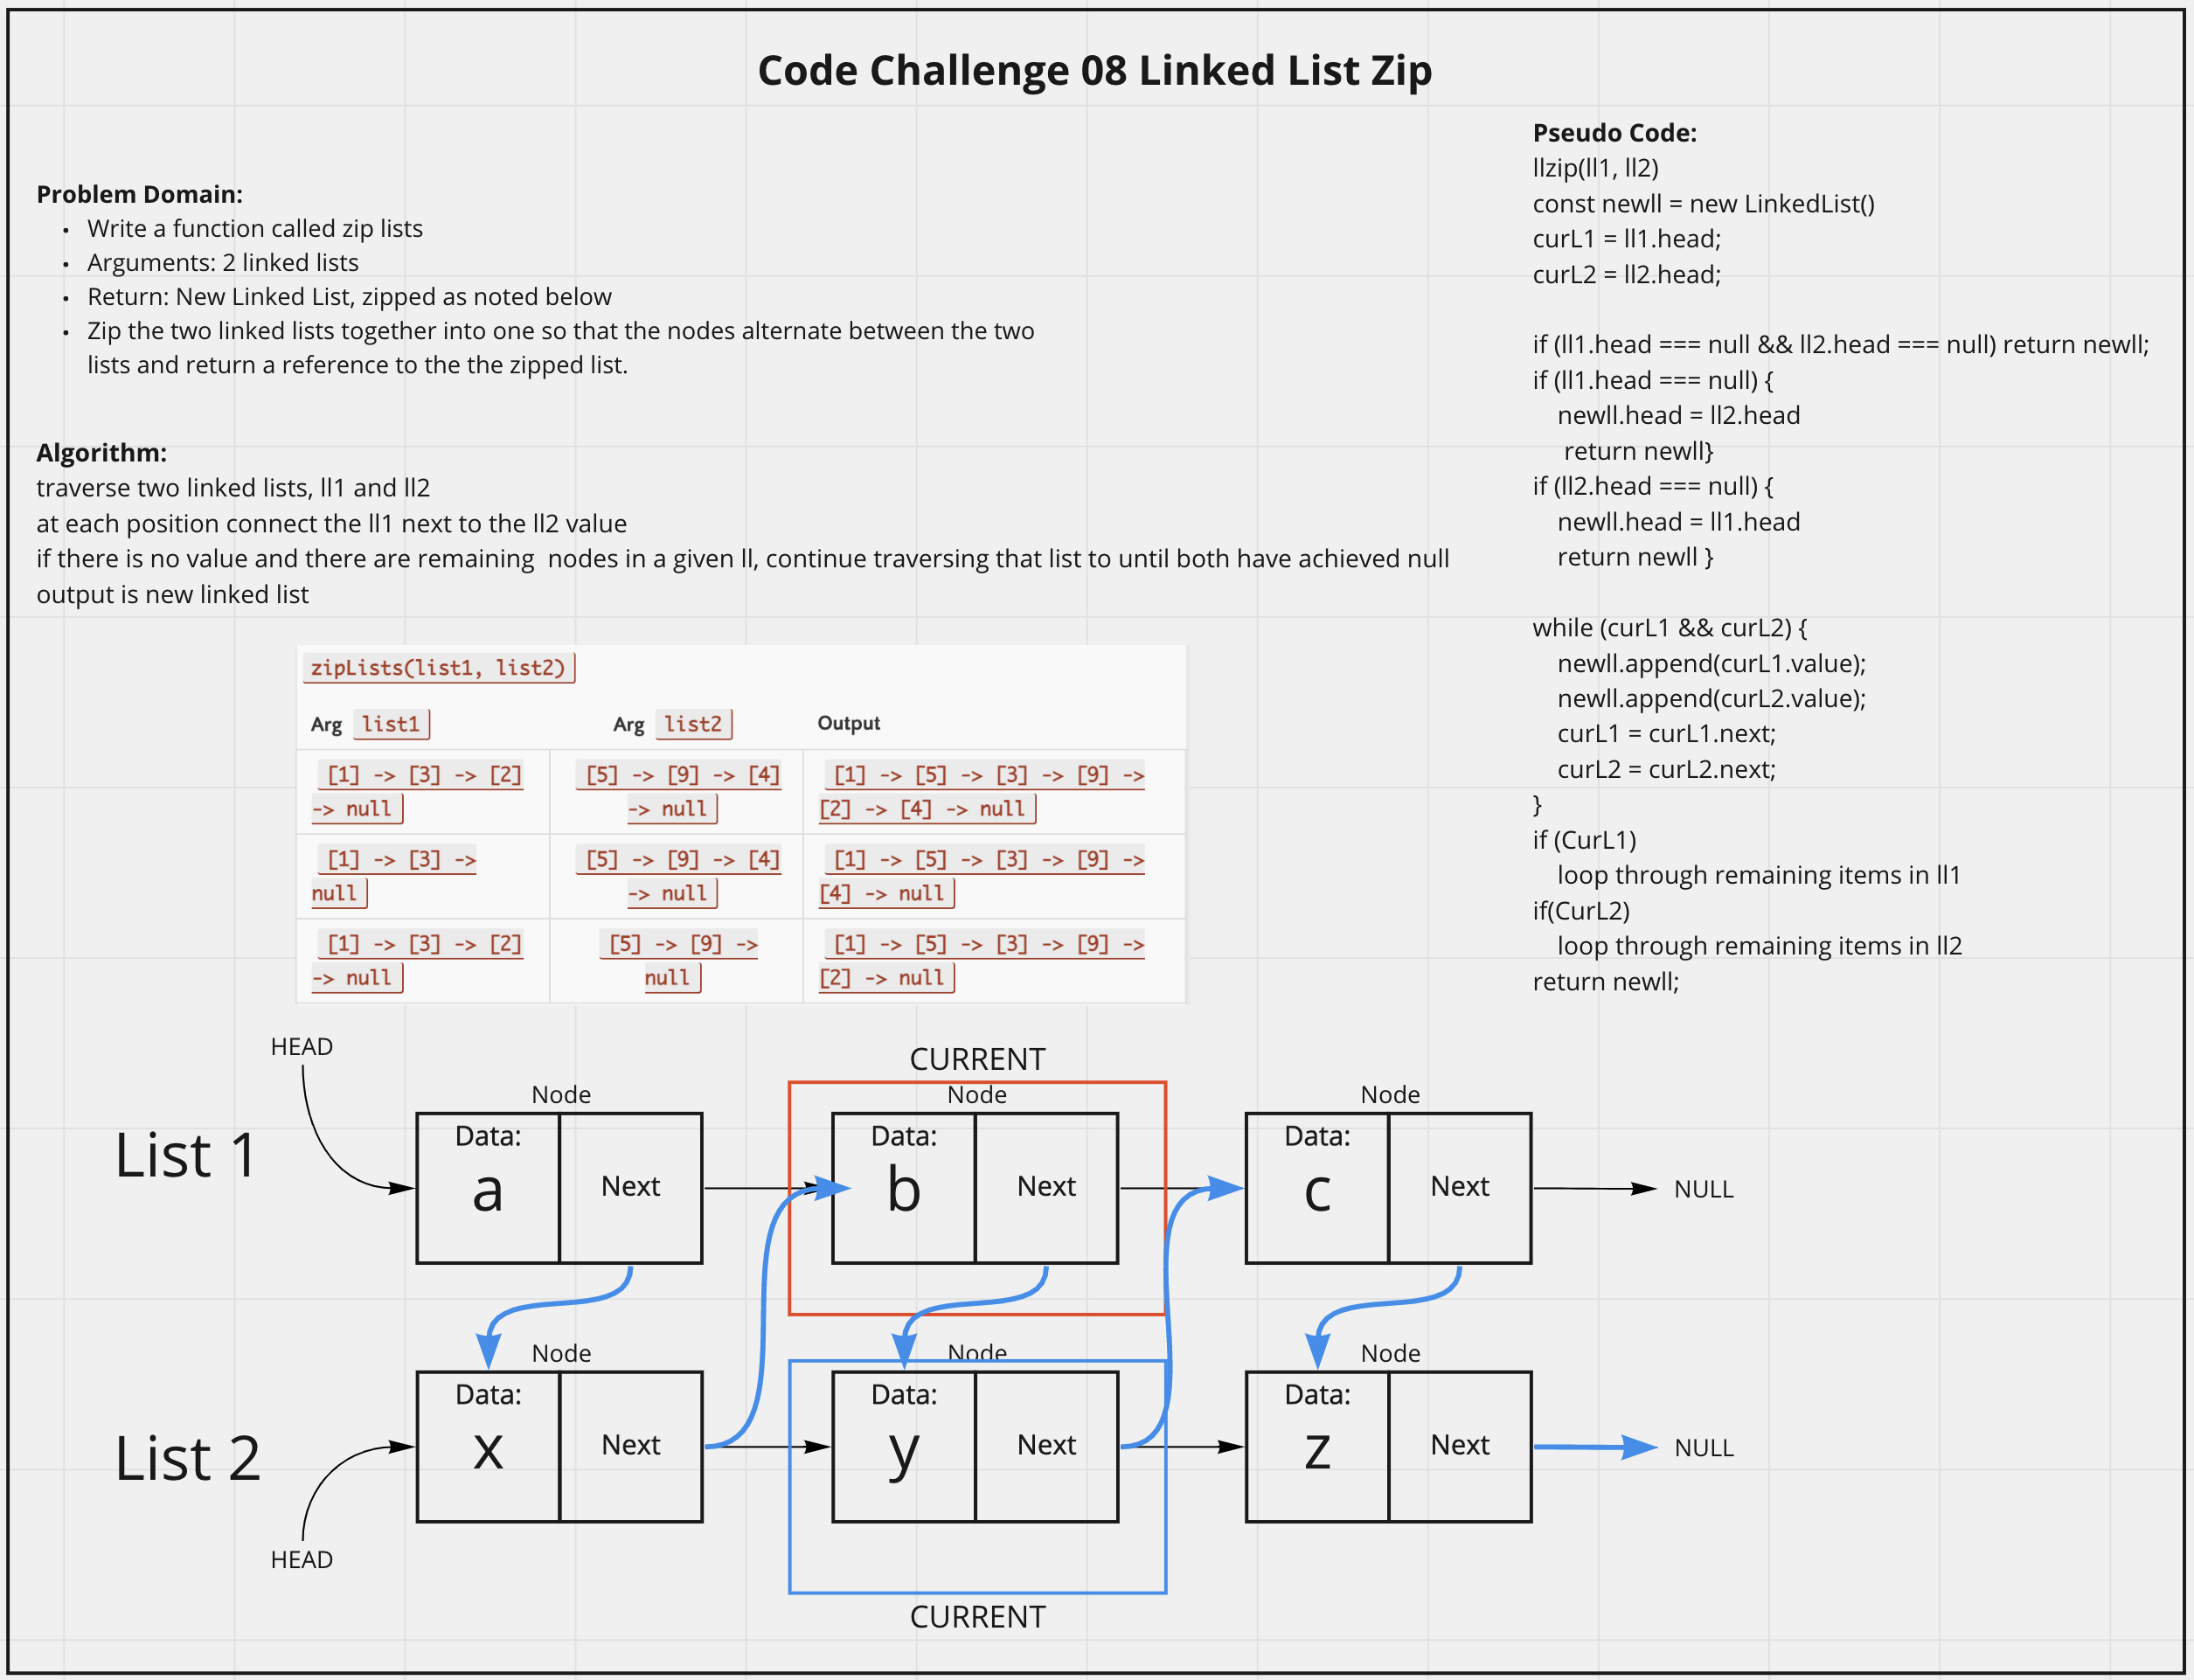 Code Challenge 08 Linked List Zip
Problem Domain:
• Write a function called zip lists
• Arguments: 2 linked lists
• Return: New Linked List, zipped as noted below
• Zip the two linked lists together into one so that the nodes alternate between the two
lists and return a reference to the the zipped list.
Algorithm:
traverse two linked lists, ll1 and ll2
at each position connect the ll1 next to the ll2 value
if there is no value and there are remaining  nodes in a given ll, continue traversing that list to until both have achieved null
output is new linked list
Pseudo Code:
llzip(ll1, ll2)
const newll = new LinkedList()
curL1 = ll1.head;
curL2 = ll2.head;
if (ll1.head === null && ll2.head === null) return newll;
if (ll1.head === null) {
newll.head = ll2.head
return newll}
if (ll2.head === null) {
newll.head = ll1.head
return newll }
while (curL1 && curL2) {
newll.append(curL1.value);
newll.append(curL2.value);
curL1 = curL1.next;
curL2 = curL2.next;
}
if (CurL1)
loop through remaining items in ll1
if(CurL2)
loop through remaining items in ll2
return newll;
zipLists(list1, list2)
Arg list1 Arg list2 Output
[1] -> [3] -> [2] [5] -> [9] -> [4] [1] -> [5] -> [3] -> [9] ->
-> null -> null [2] -> [4] -> null
[1] -> [3] -> [5] -> [9] -> [4] [1] -> [5] -> [3] -> [9] ->
null -> null [4] -> null
[1] -> [3] -> [2] [5] -> [9] -> [1] -> [5] -> [3] -> [9] ->
-> null null [2] -> null
HEAD
CURRENT
Node Node Node
List 1
Data: Data: Data:
a Next b Next c Next NULL
Node Node Node
List 2
Data: Data: Data:
x Next y Next z Next NULL
HEAD
CURRENT